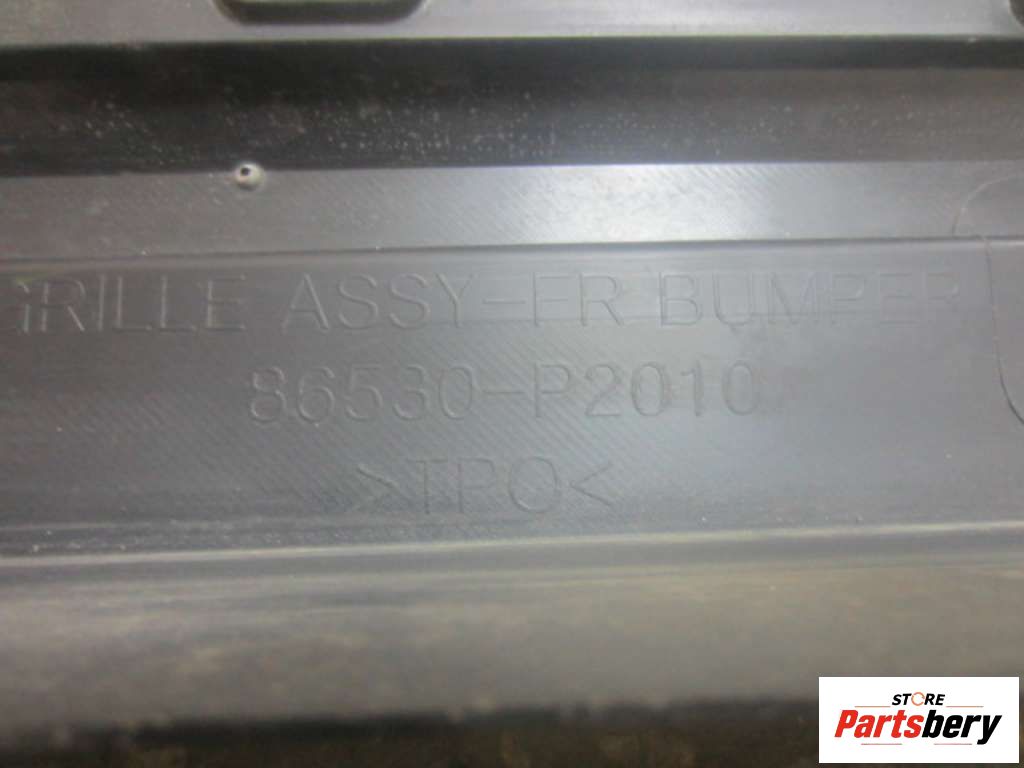 GRILLE ASSY-FR BUMPER
86530-P2010
>TPO<
STORE
Partsbery